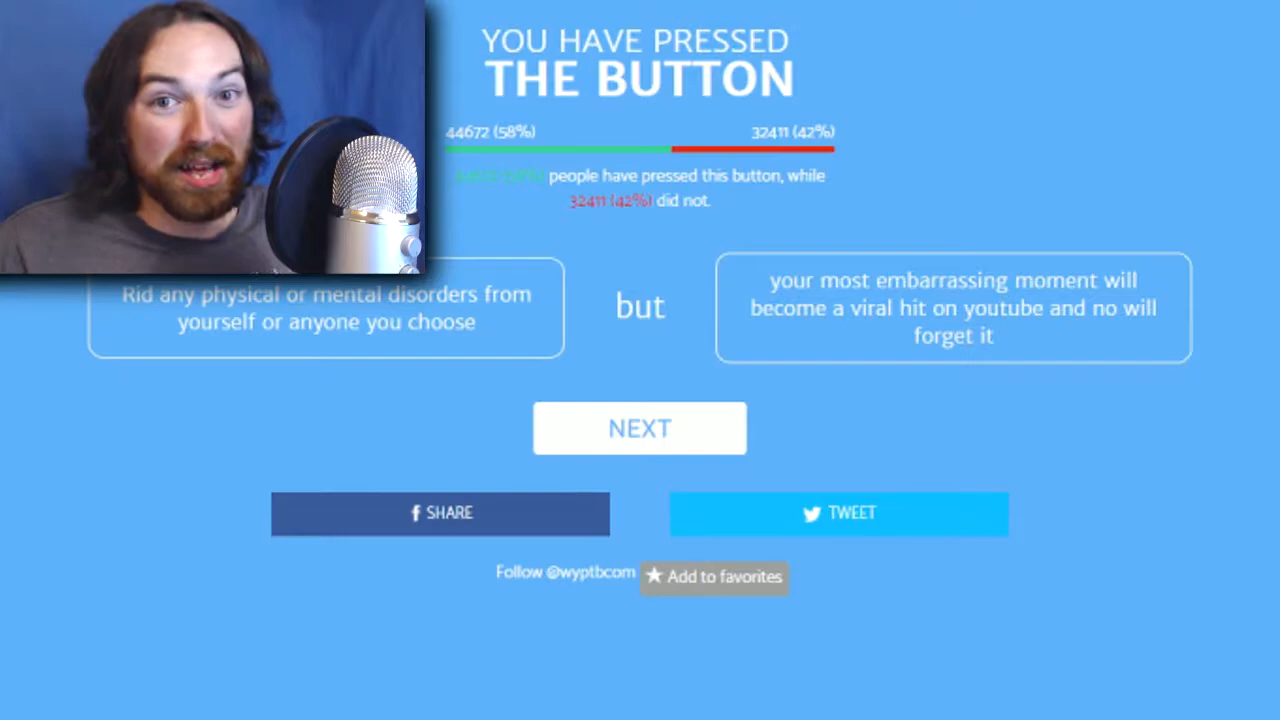 YOU HAVE PRESSED
THE BUTTON
44672 (58%) 32411 (42%)
44672 (58%) people have pressed this button, while
32411 (42%) did not.
Rid any physical or mental disorders from
yourself or anyone you choose
but
your most embarrassing moment will
become a viral hit on youtube and no will
forget it
NEXT
f SHARE
TWEET
Follow @wyptbcom
Add to favorites